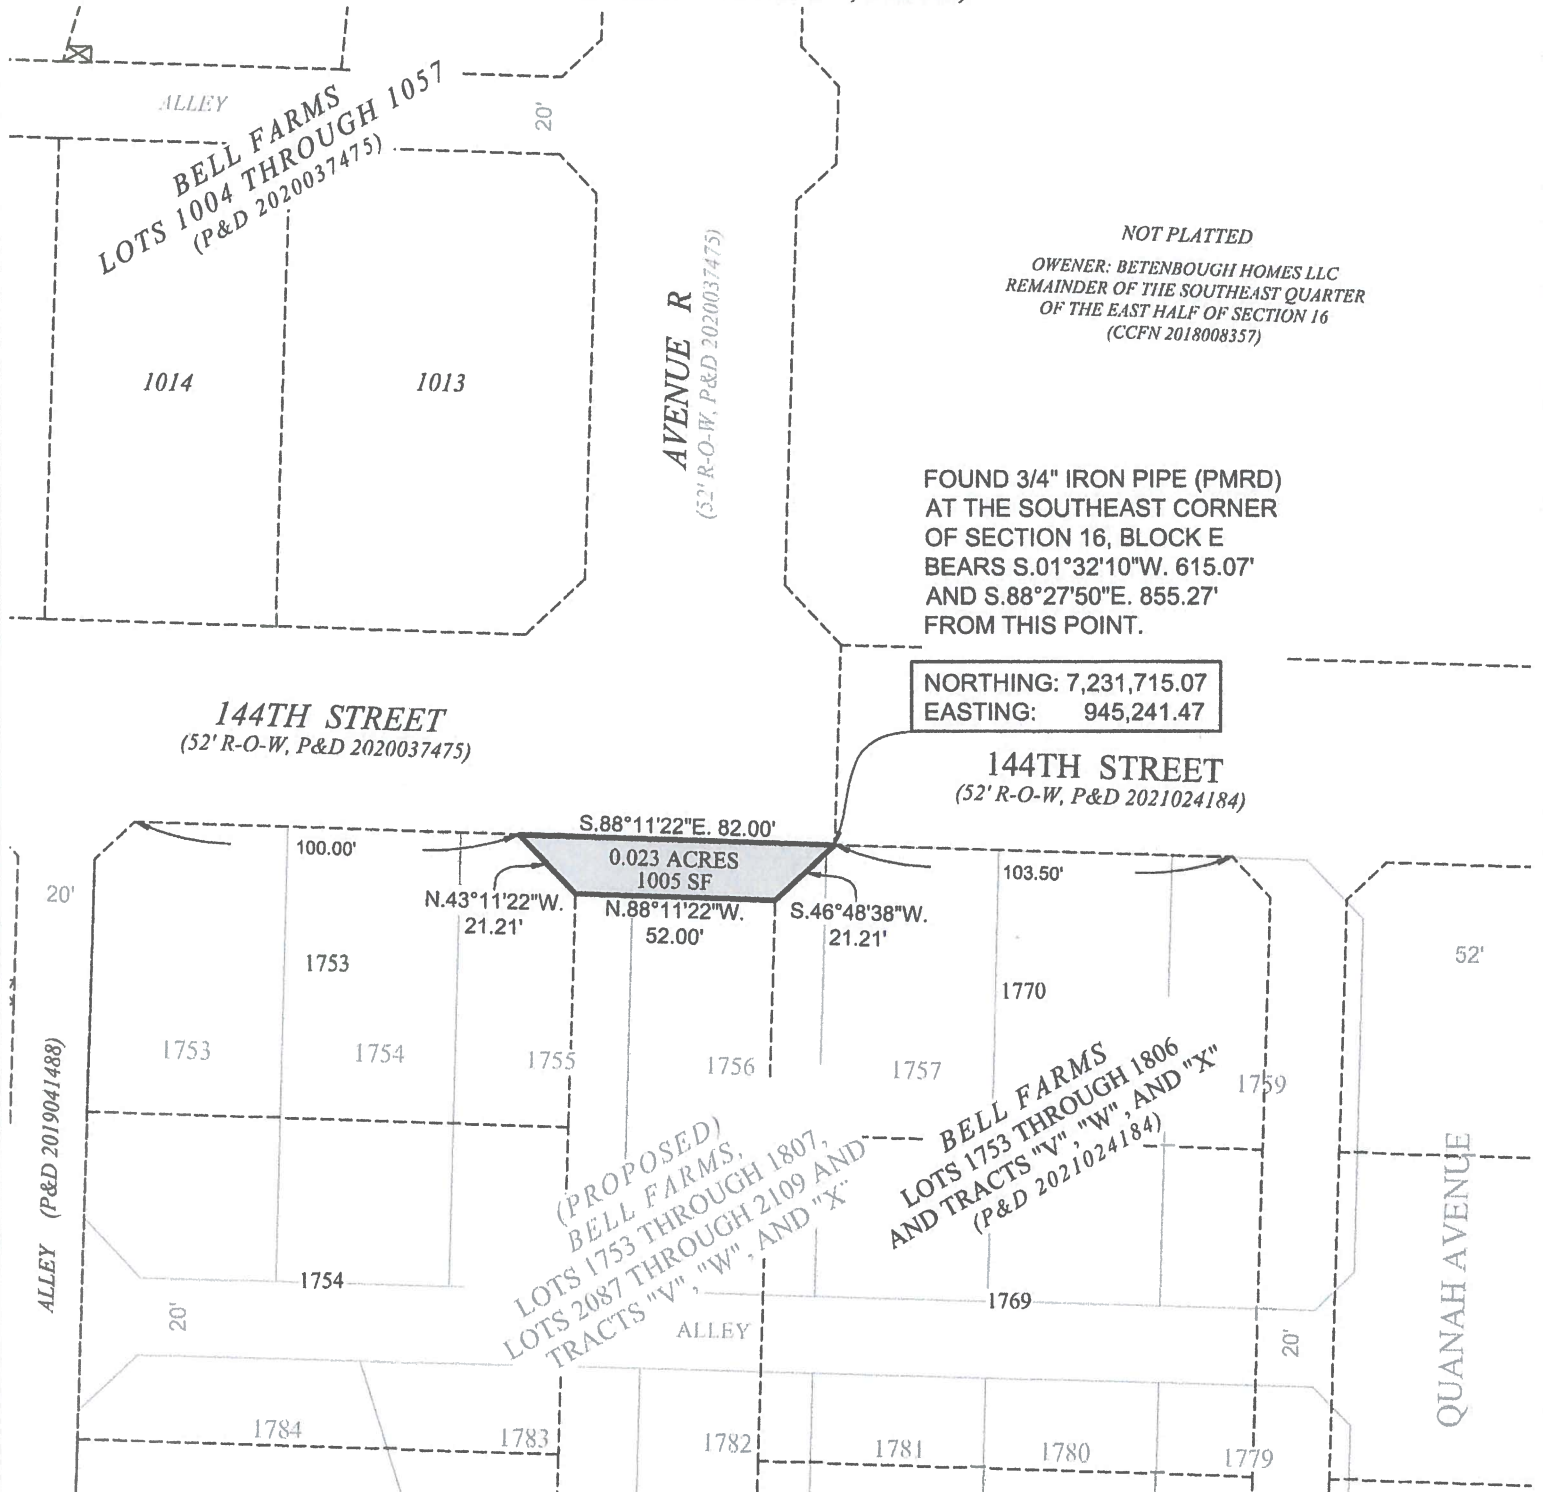 ALLEY
20'
BELL FARMS
LOTS 1004 THROUGH 1057
(P&D 2020037475)
NOT PLATTED
OWENER: BETENBOUGH HOMES LLC
REMAINDER OF THE SOUTHEAST QUARTER
OF THE EAST HALF OF SECTION 16
(CCFN 2018008357)
AVENUE R
(52' R-O-W, P&D 2020037475)
1014
1013
FOUND 3/4" IRON PIPE (PMRD)
AT THE SOUTHEAST CORNER
OF SECTION 16, BLOCK E
BEARS S.01°32'10"W. 615.07'
AND S.88°27'50"E. 855.27'
FROM THIS POINT.
NORTHING: 7,231,715.07
EASTING: 945,241.47
144TH STREET
(52' R-O-W, P&D 2020037475)
144TH STREET
(52' R-O-W, P&D 2021024184)
S.88°11'22"E. 82.00'
100.00'
0.023 ACRES
1005 SF
103.50'
20'
N.43°11'22"W.
21.21'
N.88°11'22"W.
52.00'
S.46°48'38"W.
21.21'
52'
1753
1770
1753
1754
1755
1756
1757
1759
ALLEY (P&D 2019041488)
BELL FARMS
LOTS 1753 THROUGH 1806
AND TRACTS "V", "W", AND "X"
(P&D 2021024184)
(PROPOSED)
BELL FARMS,
LOTS 1753 THROUGH 1807,
LOTS 2087 THROUGH 2109 AND
TRACTS "V", "W", AND "X"
QUANAH AVENUE
1754
1769
20'
ALLEY
20'
1784
1783
1782
1781
1780
1779